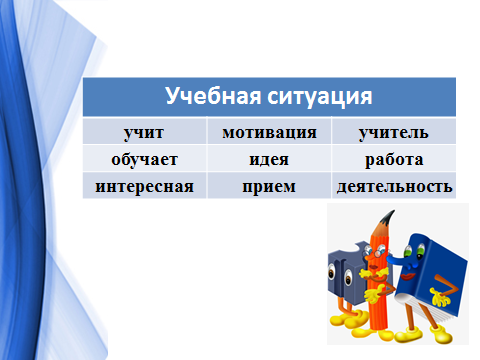 Учебная ситуация
учит мотивация учитель
обучает идея работа
интересная прием деятельность